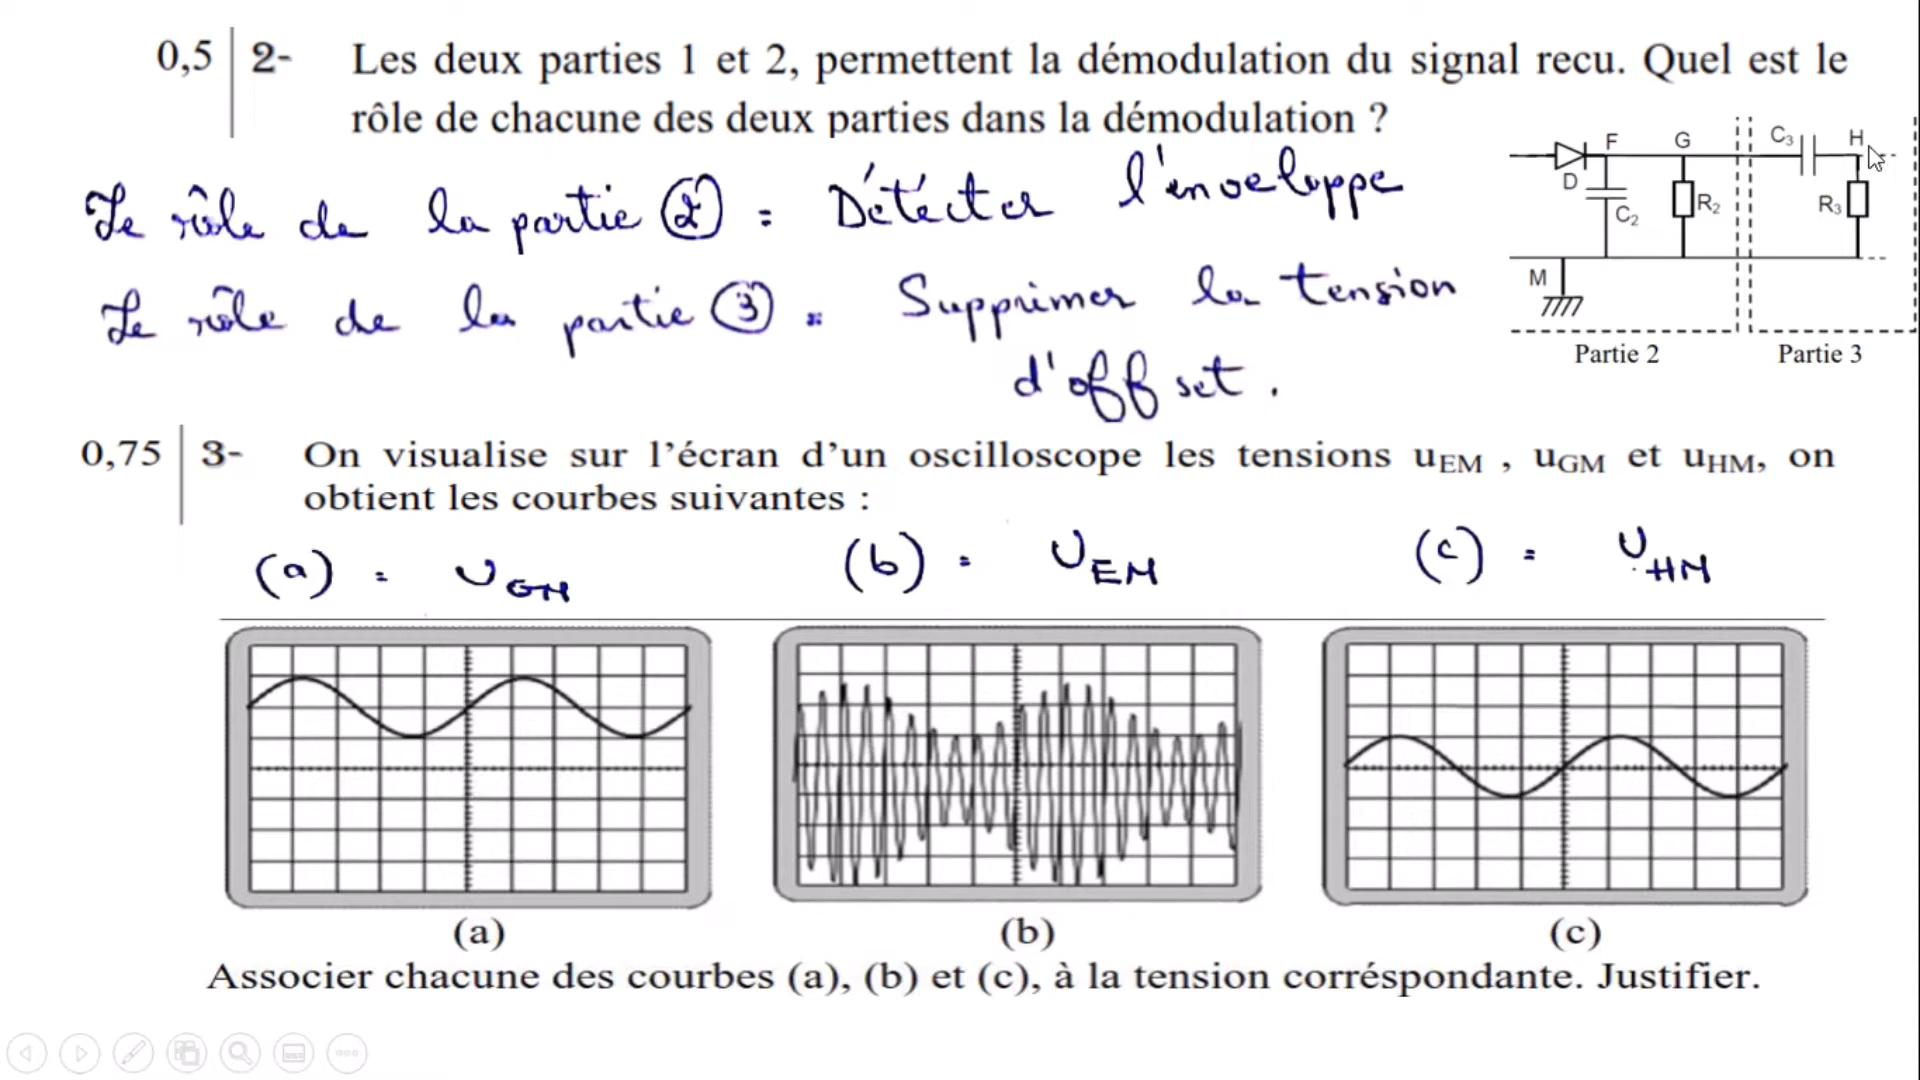 0,5 2- Les deux parties 1 et 2, permettent la démodulation du signal recu. Quel est le
rôle de chacune des deux parties dans la démodulation ?
Le rôle de la partie ② = Détécter l'enveloppe
Le rôle de la partie ③ = Supprimer la tension
d'offset.
D F G C₃ H
C₂ R₂ R₃
M
Partie 2 Partie 3
0,75 3- On visualise sur l'écran d'un oscilloscope les tensions uEM , uGM et uHM, on
obtient les courbes suivantes :
(a) = UGM (b) = UEM (c) = UHM
(a) (b) (c)
Associer chacune des courbes (a), (b) et (c), à la tension corréspondante. Justifier.